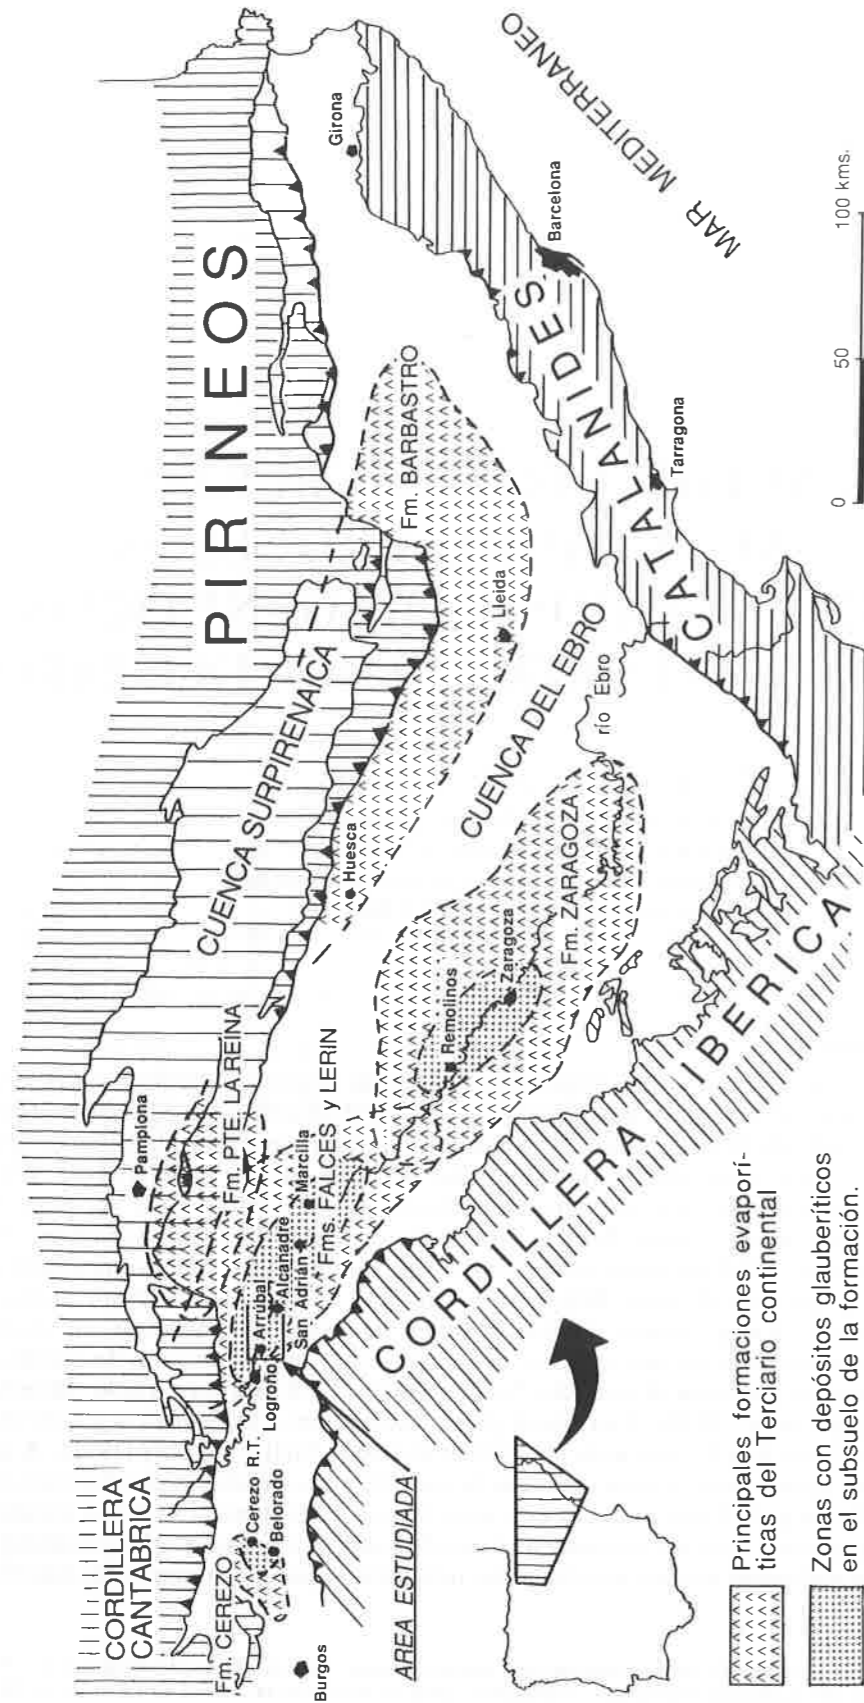 CORDILLERA
CANTABRICA
PIRINEOS
Pamplona
CUENCA SURPIRENAICA
Girona
Fm. CEREZO
Cerezo R.T.
Belorado
Burgos
Fm. PTE. LA REINA
Logroño
Arrúbal
Alcanadre
San Adrián
Marcilla
Fms. FALCES y LERIN
Huesca
Fm. BARBASTRO
Lleida
CUENCA DEL EBRO
Remolinos
Zaragoza
Fm. ZARAGOZA
río Ebro
AREA ESTUDIADA
CORDILLERA IBERICA
CATALANIDES
Barcelona
Tarragona
MAR MEDITERRANEO
Principales formaciones evaporí-
ticas del Terciario continental
Zonas con depósitos glauberíticos
en el subsuelo de la formación.
0 50 100 kms.